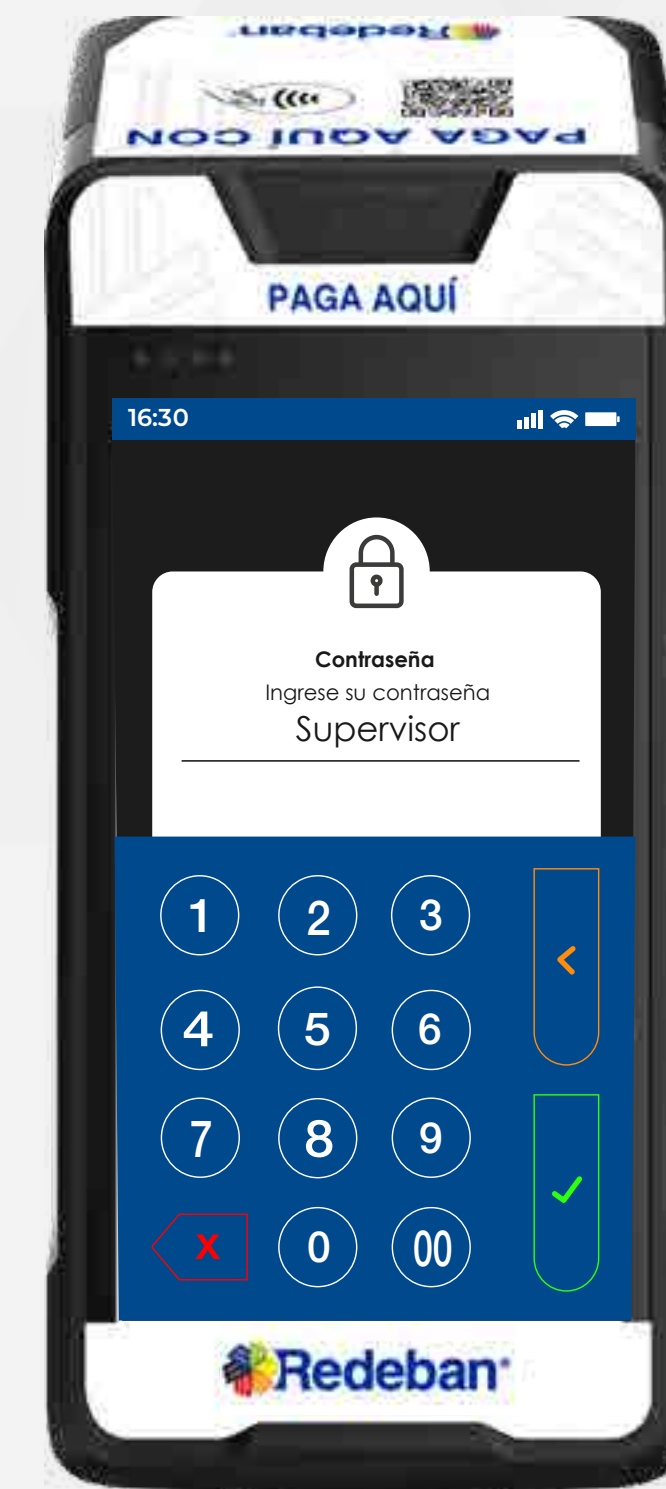 Redeban
PAGA AQUÍ CON
PAGA AQUÍ
16:30
Contraseña
Ingrese su contraseña
Supervisor
1 2 3 <
4 5 6
7 8 9 ✓
X 0 00
Redeban